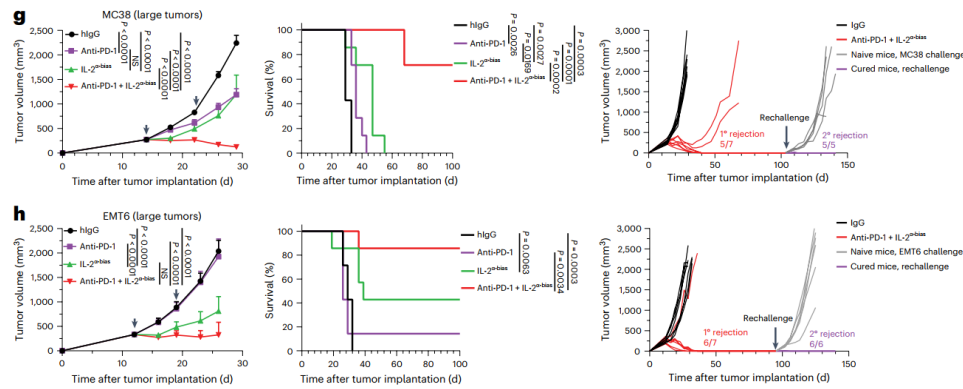 g
MC38 (large tumors)
Tumor volume (mm³)
2,500
2,000
1,500
1,000
500
0
0 5 10 15 20 25 30
Time after tumor implantation (d)
hIgG
Anti-PD-1
IL-2α-bias
Anti-PD-1 + IL-2α-bias
P < 0.0001
NS
P < 0.0001
P < 0.0001
P < 0.0001
P < 0.0001
Survival (%)
100
80
60
40
20
0
0 20 40 60 80 100
Time after tumor implantation (d)
hIgG
Anti-PD-1
IL-2α-bias
Anti-PD-1 + IL-2α-bias
P = 0.0026
P = 0.0169
P = 0.0027
P = 0.0002
P = 0.0001
P = 0.0003
Tumor volume (mm³)
3,000
2,500
2,000
1,500
1,000
500
0
0 50 100 150
Time after tumor implantation (d)
IgG
Anti-PD-1 + IL-2α-bias
Naive mice, MC38 challenge
Cured mice, rechallenge
Rechallenge
1° rejection
5/7
2° rejection
5/5
h
EMT6 (large tumors)
Tumor volume (mm³)
2,500
2,000
1,500
1,000
500
0
0 5 10 15 20 25 30
Time after tumor implantation (d)
hIgG
Anti-PD-1
IL-2α-bias
Anti-PD-1 + IL-2α-bias
P < 0.0001
P < 0.0001
NS
P < 0.0001
P < 0.0001
Survival (%)
100
80
60
40
20
0
0 20 40 60 80 100
Time after tumor implantation (d)
hIgG
Anti-PD-1
IL-2α-bias
Anti-PD-1 + IL-2α-bias
P = 0.0063
P = 0.0034
P = 0.0003
Tumor volume (mm³)
3,000
2,500
2,000
1,500
1,000
500
0
0 50 100 150
Time after tumor implantation (d)
IgG
Anti-PD-1 + IL-2α-bias
Naive mice, EMT6 challenge
Cured mice, rechallenge
Rechallenge
1° rejection
6/7
2° rejection
6/6